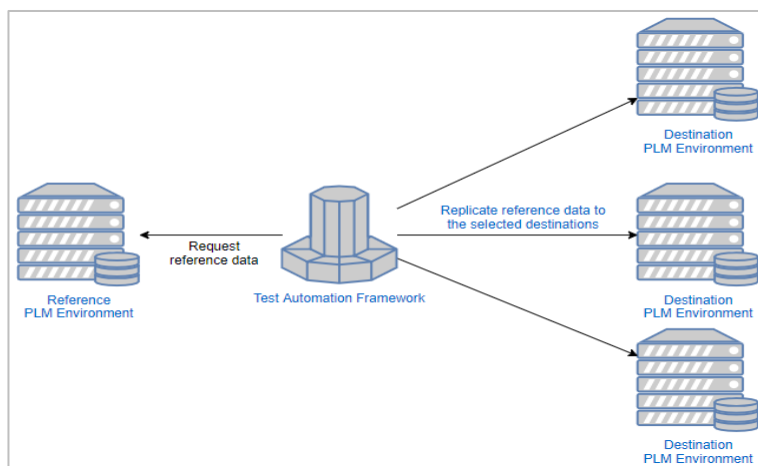 Destination
PLM Environment
Replicate reference data to
the selected destinations
Request
reference data
Reference
PLM Environment
Test Automation Framework
Destination
PLM Environment
Destination
PLM Environment